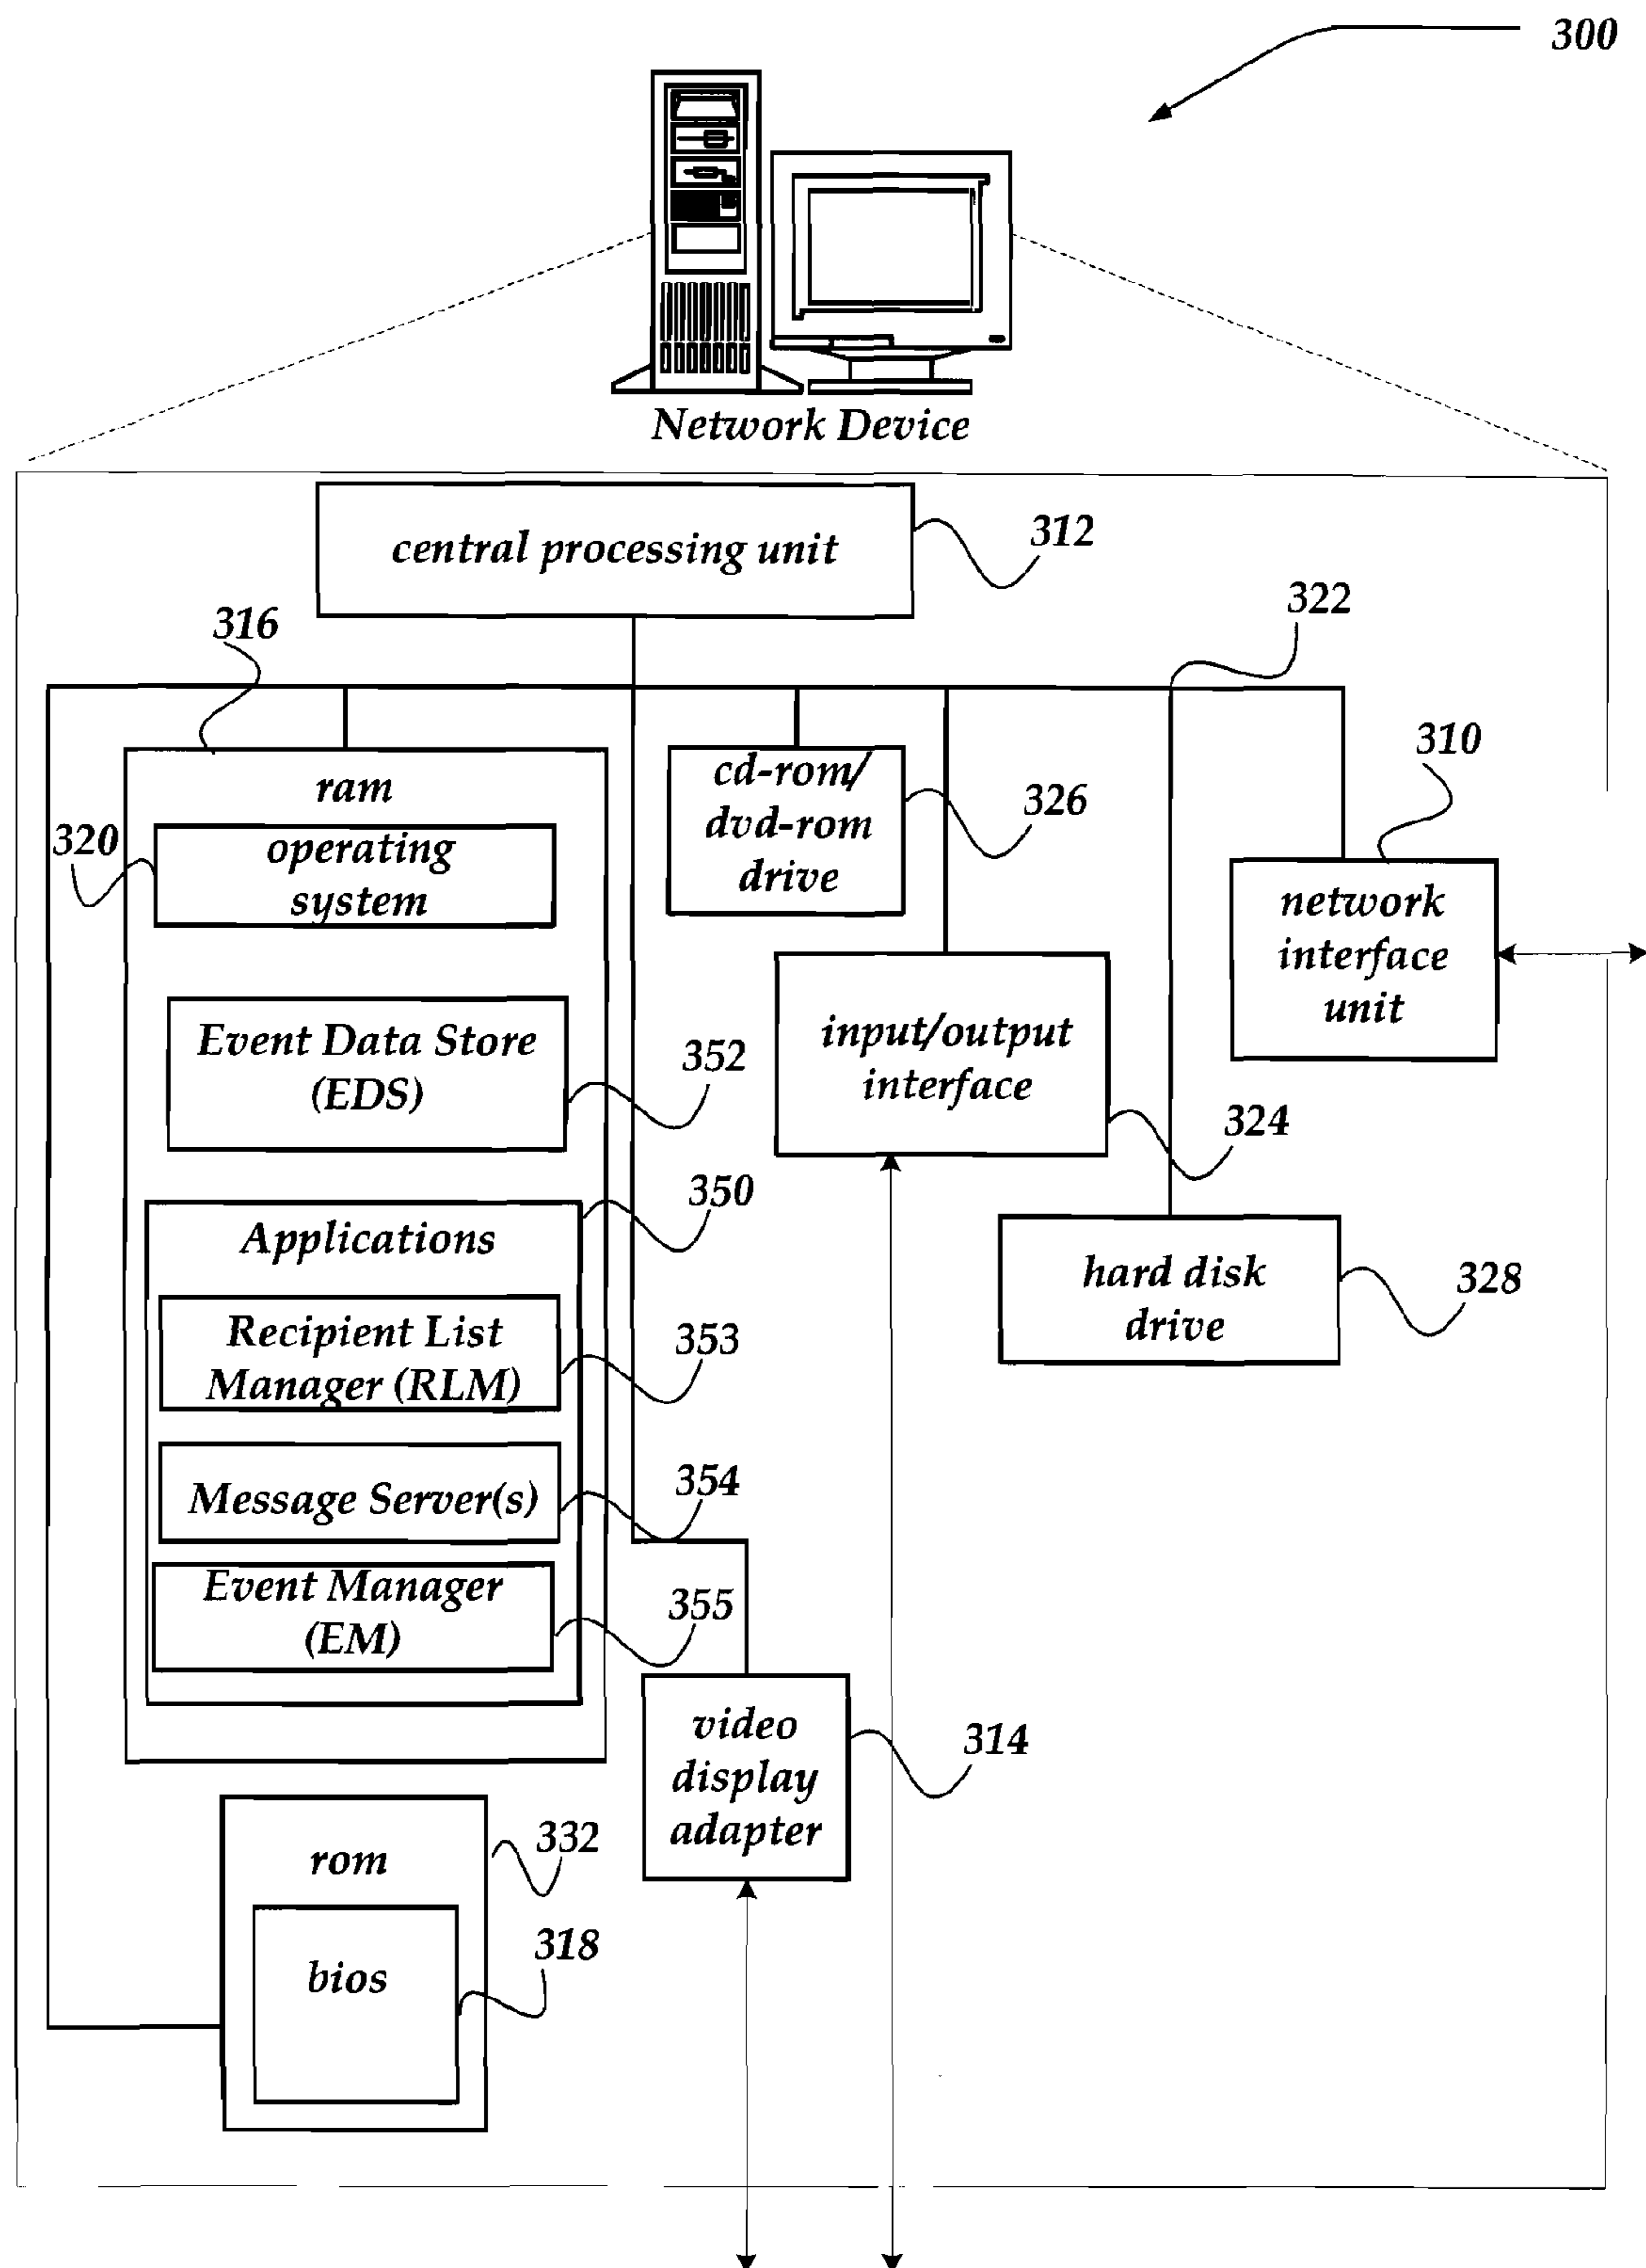 300
Network Device
central processing unit
312
322
316
310
ram
cd-rom/
dvd-rom
drive
326
320
operating
system
network
interface
unit
Event Data Store
(EDS)
352
input/output
interface
324
350
Applications
hard disk
drive
328
Recipient List
Manager (RLM)
353
Message Server(s)
354
Event Manager
(EM)
355
video
display
adapter
314
rom
332
bios
318